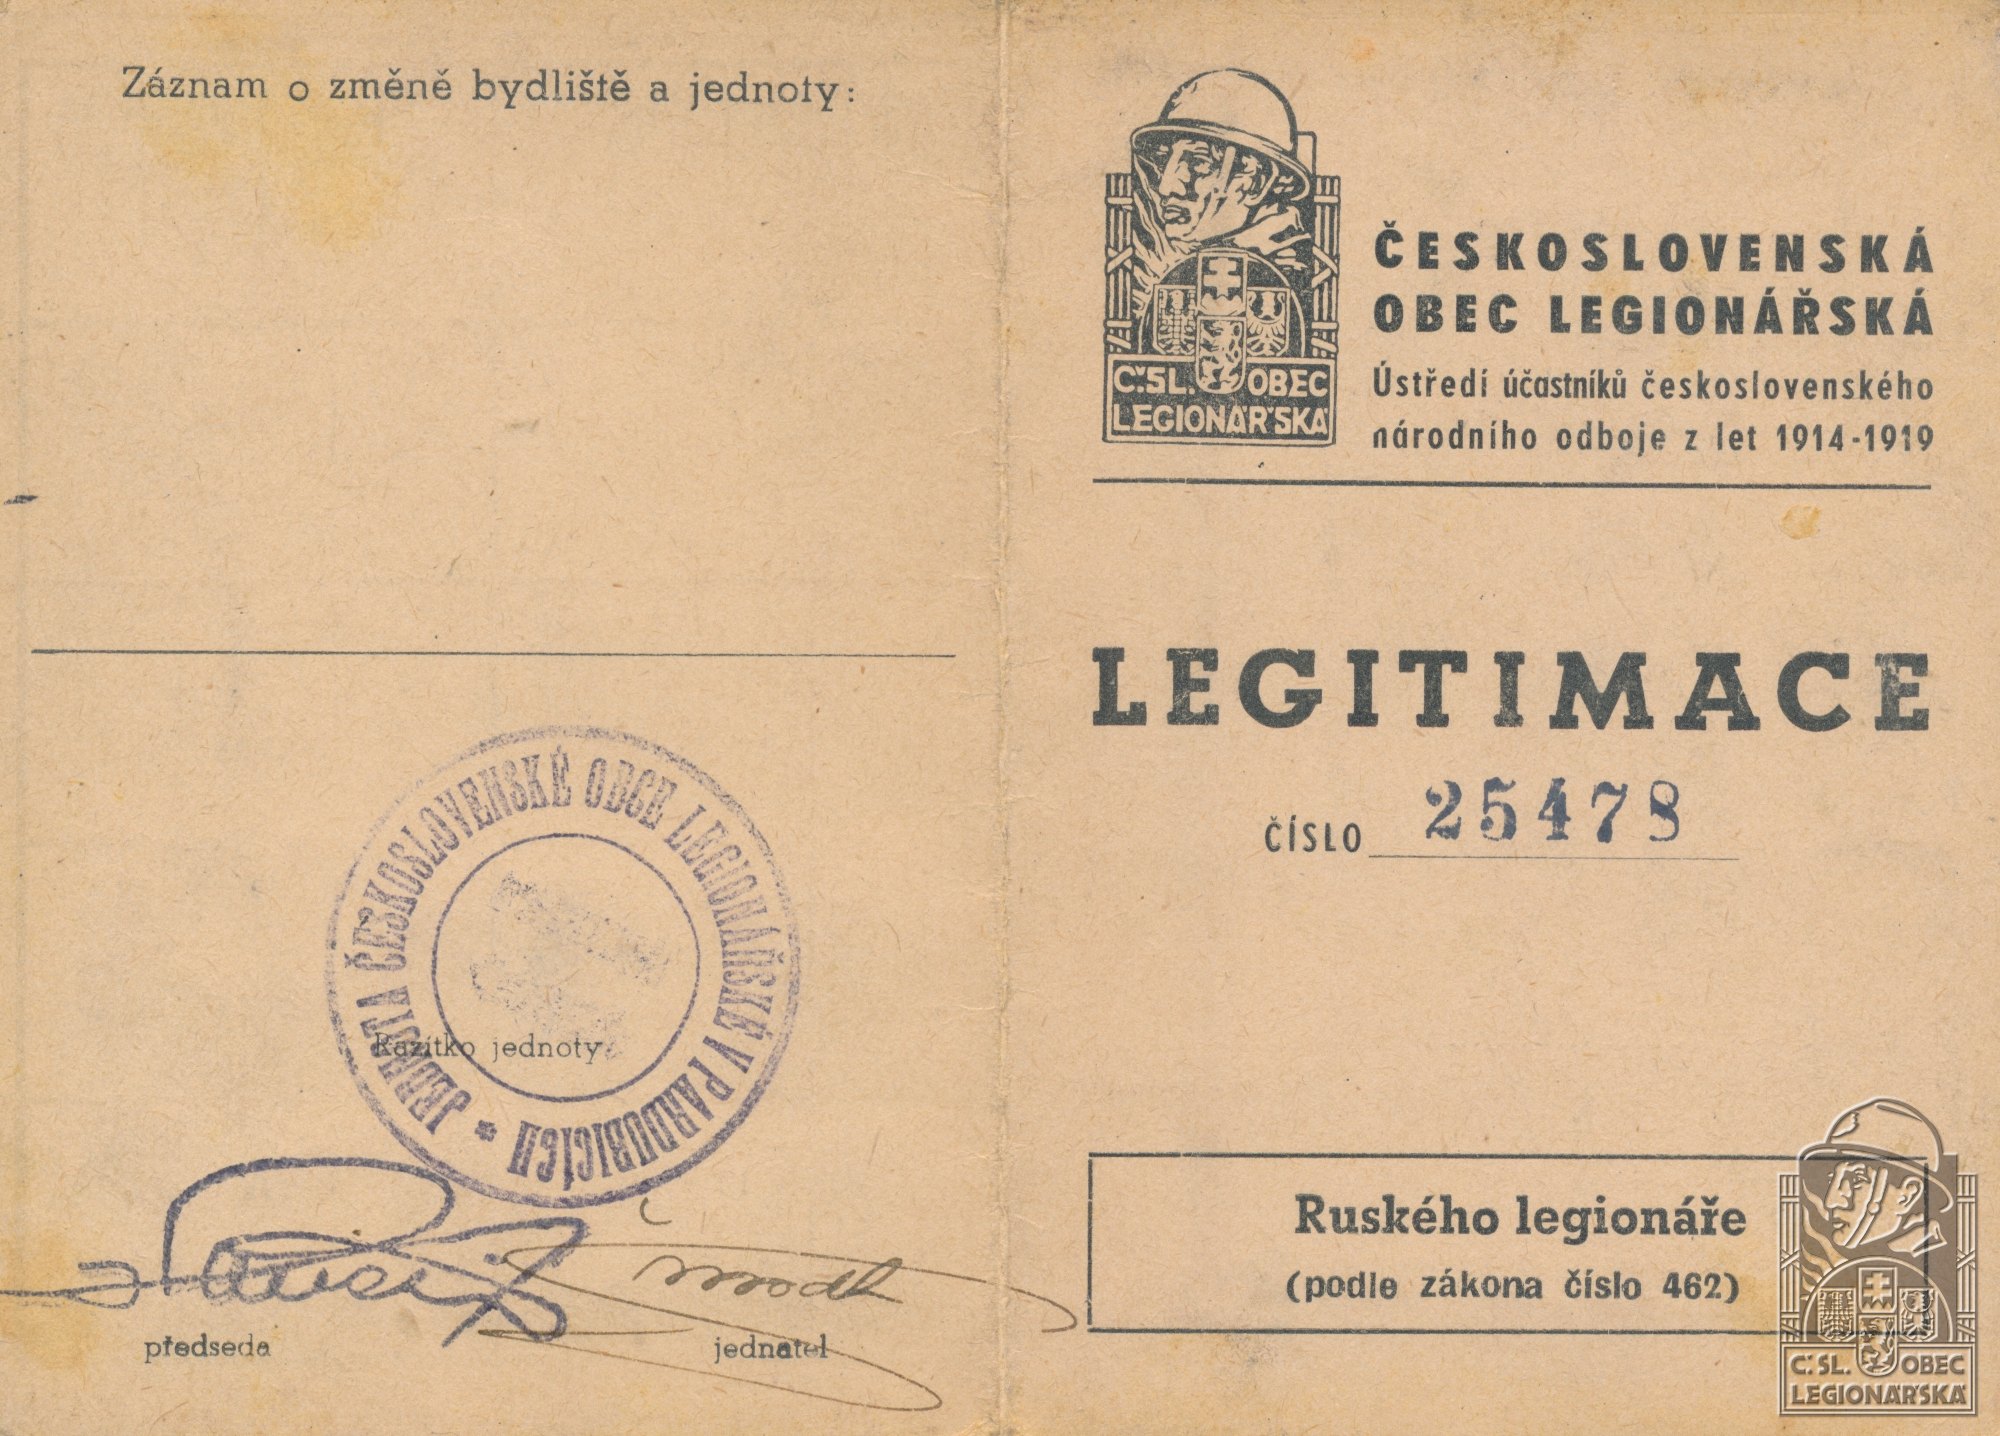 Záznam o změně bydliště a jednoty:
JEDNOTA ČESKOSLOVENSKÉ OBCE LEGIONÁŘSKÉ V PARDUBICÍCH *
Razítko jednoty
předseda
jednatel
Č.SL. OBEC
LEGIONÁŘSKÁ
ČESKOSLOVENSKÁ
OBEC LEGIONÁŘSKÁ
Ústředí účastníků československého
národního odboje z let 1914-1919
LEGITIMACE
ČÍSLO 25478
Ruského legionáře
(podle zákona číslo 462)
Č.SL. OBEC
LEGIONÁŘSKÁ